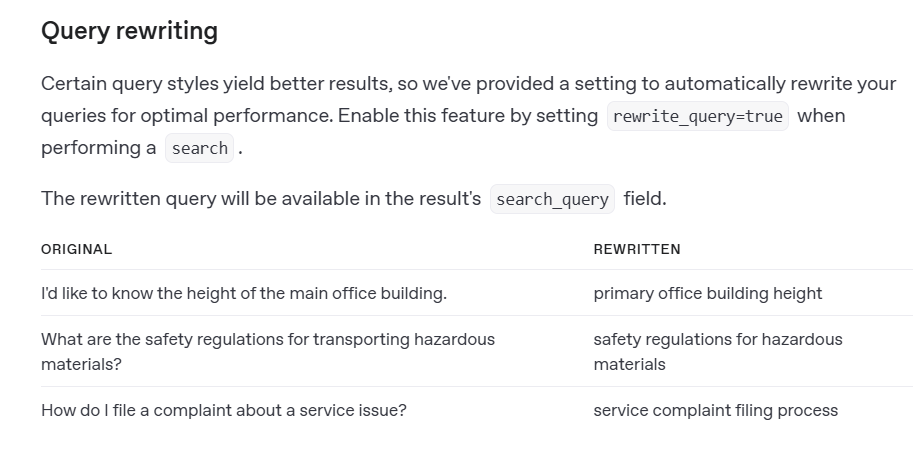 Query rewriting
Certain query styles yield better results, so we've provided a setting to automatically rewrite your
queries for optimal performance. Enable this feature by setting rewrite_query=true when
performing a search .
The rewritten query will be available in the result's search_query field.
ORIGINAL REWRITTEN
I'd like to know the height of the main office building. primary office building height
What are the safety regulations for transporting hazardous safety regulations for hazardous
materials? materials
How do I file a complaint about a service issue? service complaint filing process